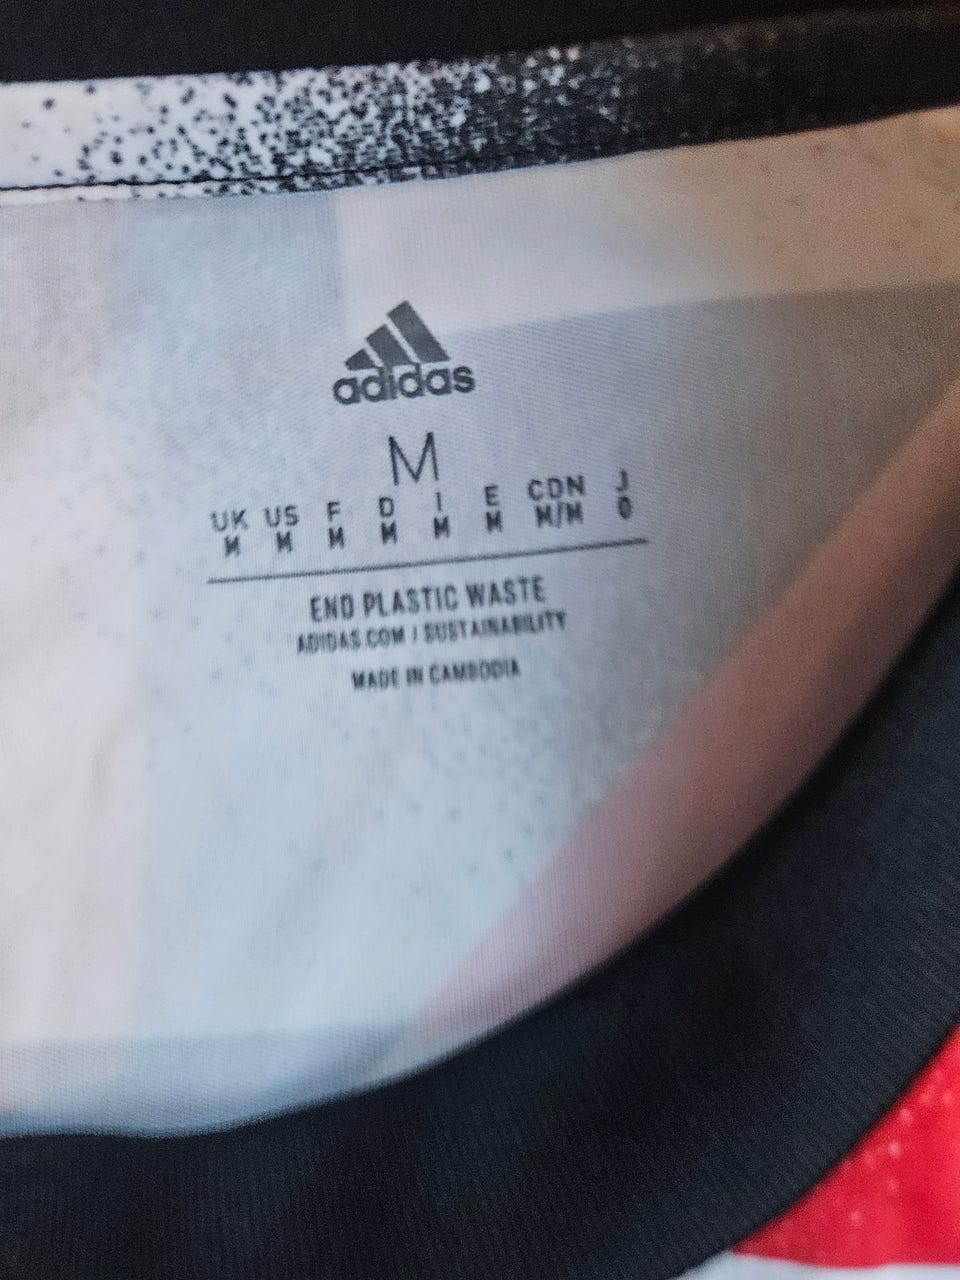 adidas
M
UK US F D I E CDN J
M M M M M M M/M O
END PLASTIC WASTE
ADIDAS.COM / SUSTAINABILITY
MADE IN CAMBODIA